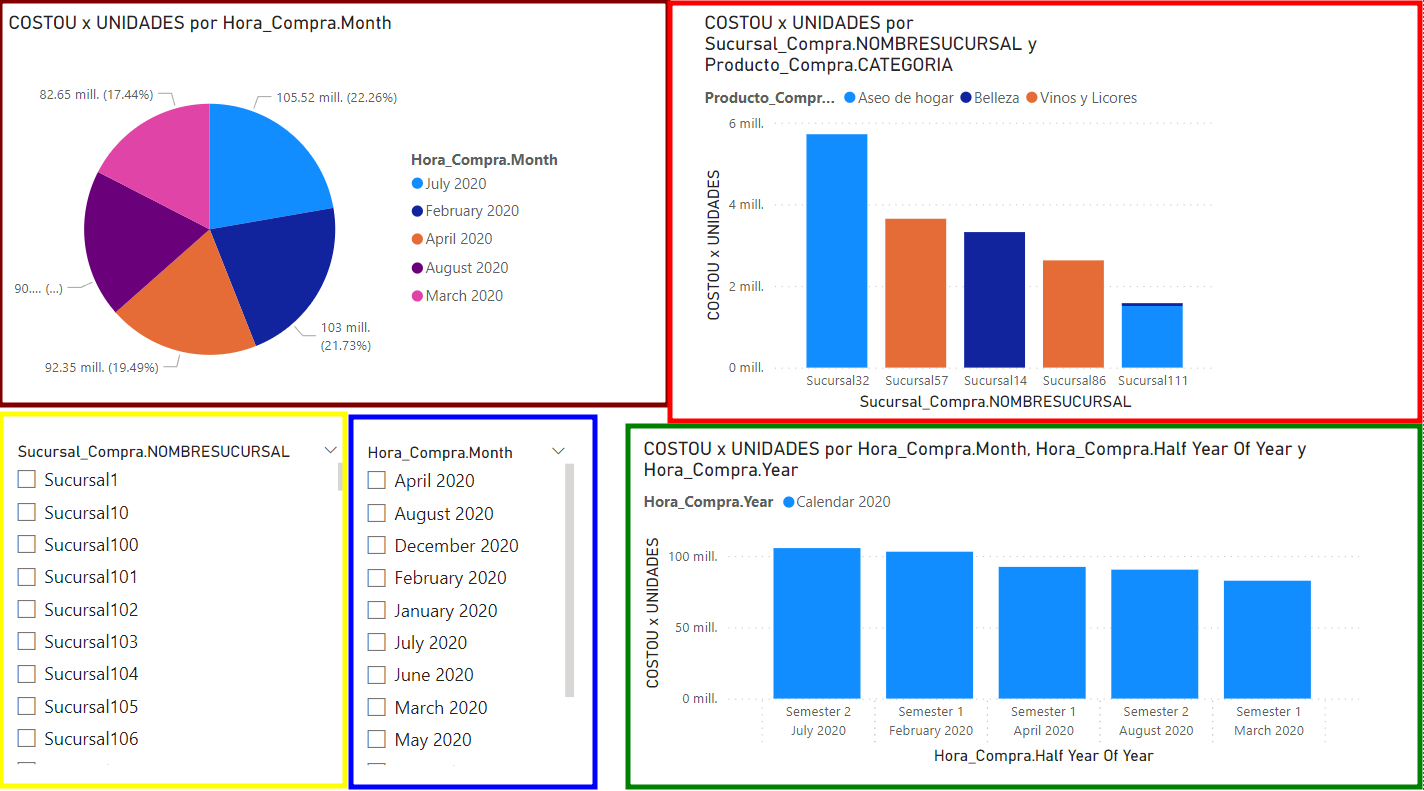 COSTOU x UNIDADES por Hora_Compra.Month
82.65 mill. (17.44%)
105.52 mill. (22.26%)
90.... (...)
103 mill.
(21.73%)
92.35 mill. (19.49%)
Hora_Compra.Month
July 2020
February 2020
April 2020
August 2020
March 2020
COSTOU x UNIDADES por
Sucursal_Compra.NOMBRESUCURSAL y
Producto_Compra.CATEGORIA
Producto_Compr... Aseo de hogar Belleza Vinos y Licores
COSTOU x UNIDADES
6 mill.
4 mill.
2 mill.
0 mill.
Sucursal32 Sucursal57 Sucursal14 Sucursal86 Sucursal111
Sucursal_Compra.NOMBRESUCURSAL
Sucursal_Compra.NOMBRESUCURSAL
Sucursal1
Sucursal10
Sucursal100
Sucursal101
Sucursal102
Sucursal103
Sucursal104
Sucursal105
Sucursal106
Hora_Compra.Month
April 2020
August 2020
December 2020
February 2020
January 2020
July 2020
June 2020
March 2020
May 2020
COSTOU x UNIDADES por Hora_Compra.Month, Hora_Compra.Half Year Of Year y
Hora_Compra.Year
Hora_Compra.Year Calendar 2020
COSTOU x UNIDADES
100 mill.
50 mill.
0 mill.
Semester 2 Semester 1 Semester 1 Semester 2 Semester 1
July 2020 February 2020 April 2020 August 2020 March 2020
Hora_Compra.Half Year Of Year